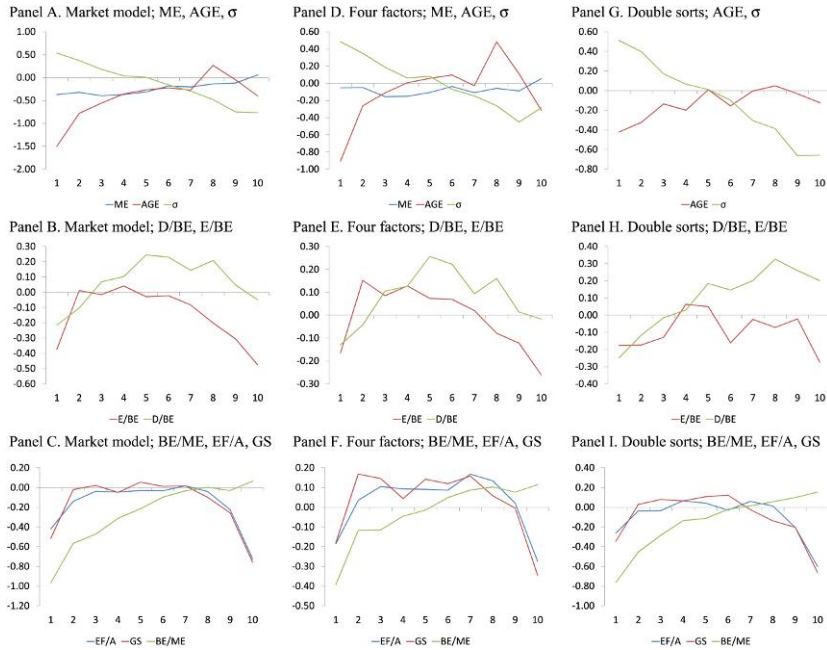 Panel A. Market model; ME, AGE, σ
1.00
0.50
0.00
-0.50
-1.00
-1.50
-2.00
1 2 3 4 5 6 7 8 9 10
ME AGE σ
Panel D. Four factors; ME, AGE, σ
0.60
0.40
0.20
0.00
-0.20
-0.40
-0.60
-0.80
-1.00
1 2 3 4 5 6 7 8 9 10
ME AGE σ
Panel G. Double sorts; AGE, σ
0.60
0.40
0.20
0.00
-0.20
-0.40
-0.60
-0.80
1 2 3 4 5 6 7 8 9 10
AGE σ
Panel B. Market model; D/BE, E/BE
0.30
0.20
0.10
0.00
-0.10
-0.20
-0.30
-0.40
-0.50
-0.60
1 2 3 4 5 6 7 8 9 10
E/BE D/BE
Panel E. Four factors; D/BE, E/BE
0.30
0.20
0.10
0.00
-0.10
-0.20
-0.30
1 2 3 4 5 6 7 8 9 10
E/BE D/BE
Panel H. Double sorts; D/BE, E/BE
0.40
0.30
0.20
0.10
0.00
-0.10
-0.20
-0.30
-0.40
1 2 3 4 5 6 7 8 9 10
E/BE D/BE
Panel C. Market model; BE/ME, EF/A, GS
0.20
0.00
-0.20
-0.40
-0.60
-0.80
-1.00
-1.20
1 2 3 4 5 6 7 8 9 10
EF/A GS BE/ME
Panel F. Four factors; BE/ME, EF/A, GS
0.20
0.10
0.00
-0.10
-0.20
-0.30
-0.40
-0.50
1 2 3 4 5 6 7 8 9 10
EF/A GS BE/ME
Panel I. Double sorts; BE/ME, EF/A, GS
0.40
0.20
0.00
-0.20
-0.40
-0.60
-0.80
-1.00
1 2 3 4 5 6 7 8 9 10
EF/A GS BE/ME